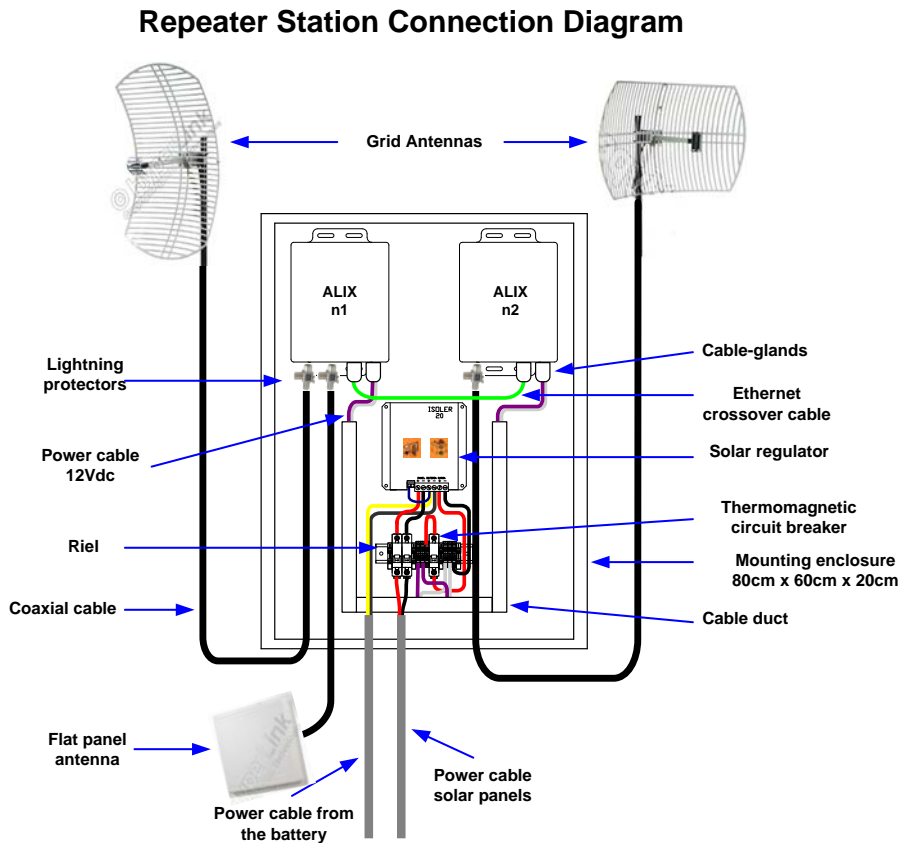 Repeater Station Connection Diagram
Grid Antennas
ALIX
n1
ALIX
n2
Lightning
protectors
Cable-glands
Ethernet
crossover cable
ISOLER
20
Power cable
12Vdc
Solar regulator
Thermomagnetic
circuit breaker
Riel
Mounting enclosure
80cm x 60cm x 20cm
Coaxial cable
Cable duct
Flat panel
antenna
Power cable
solar panels
Power cable from
the battery